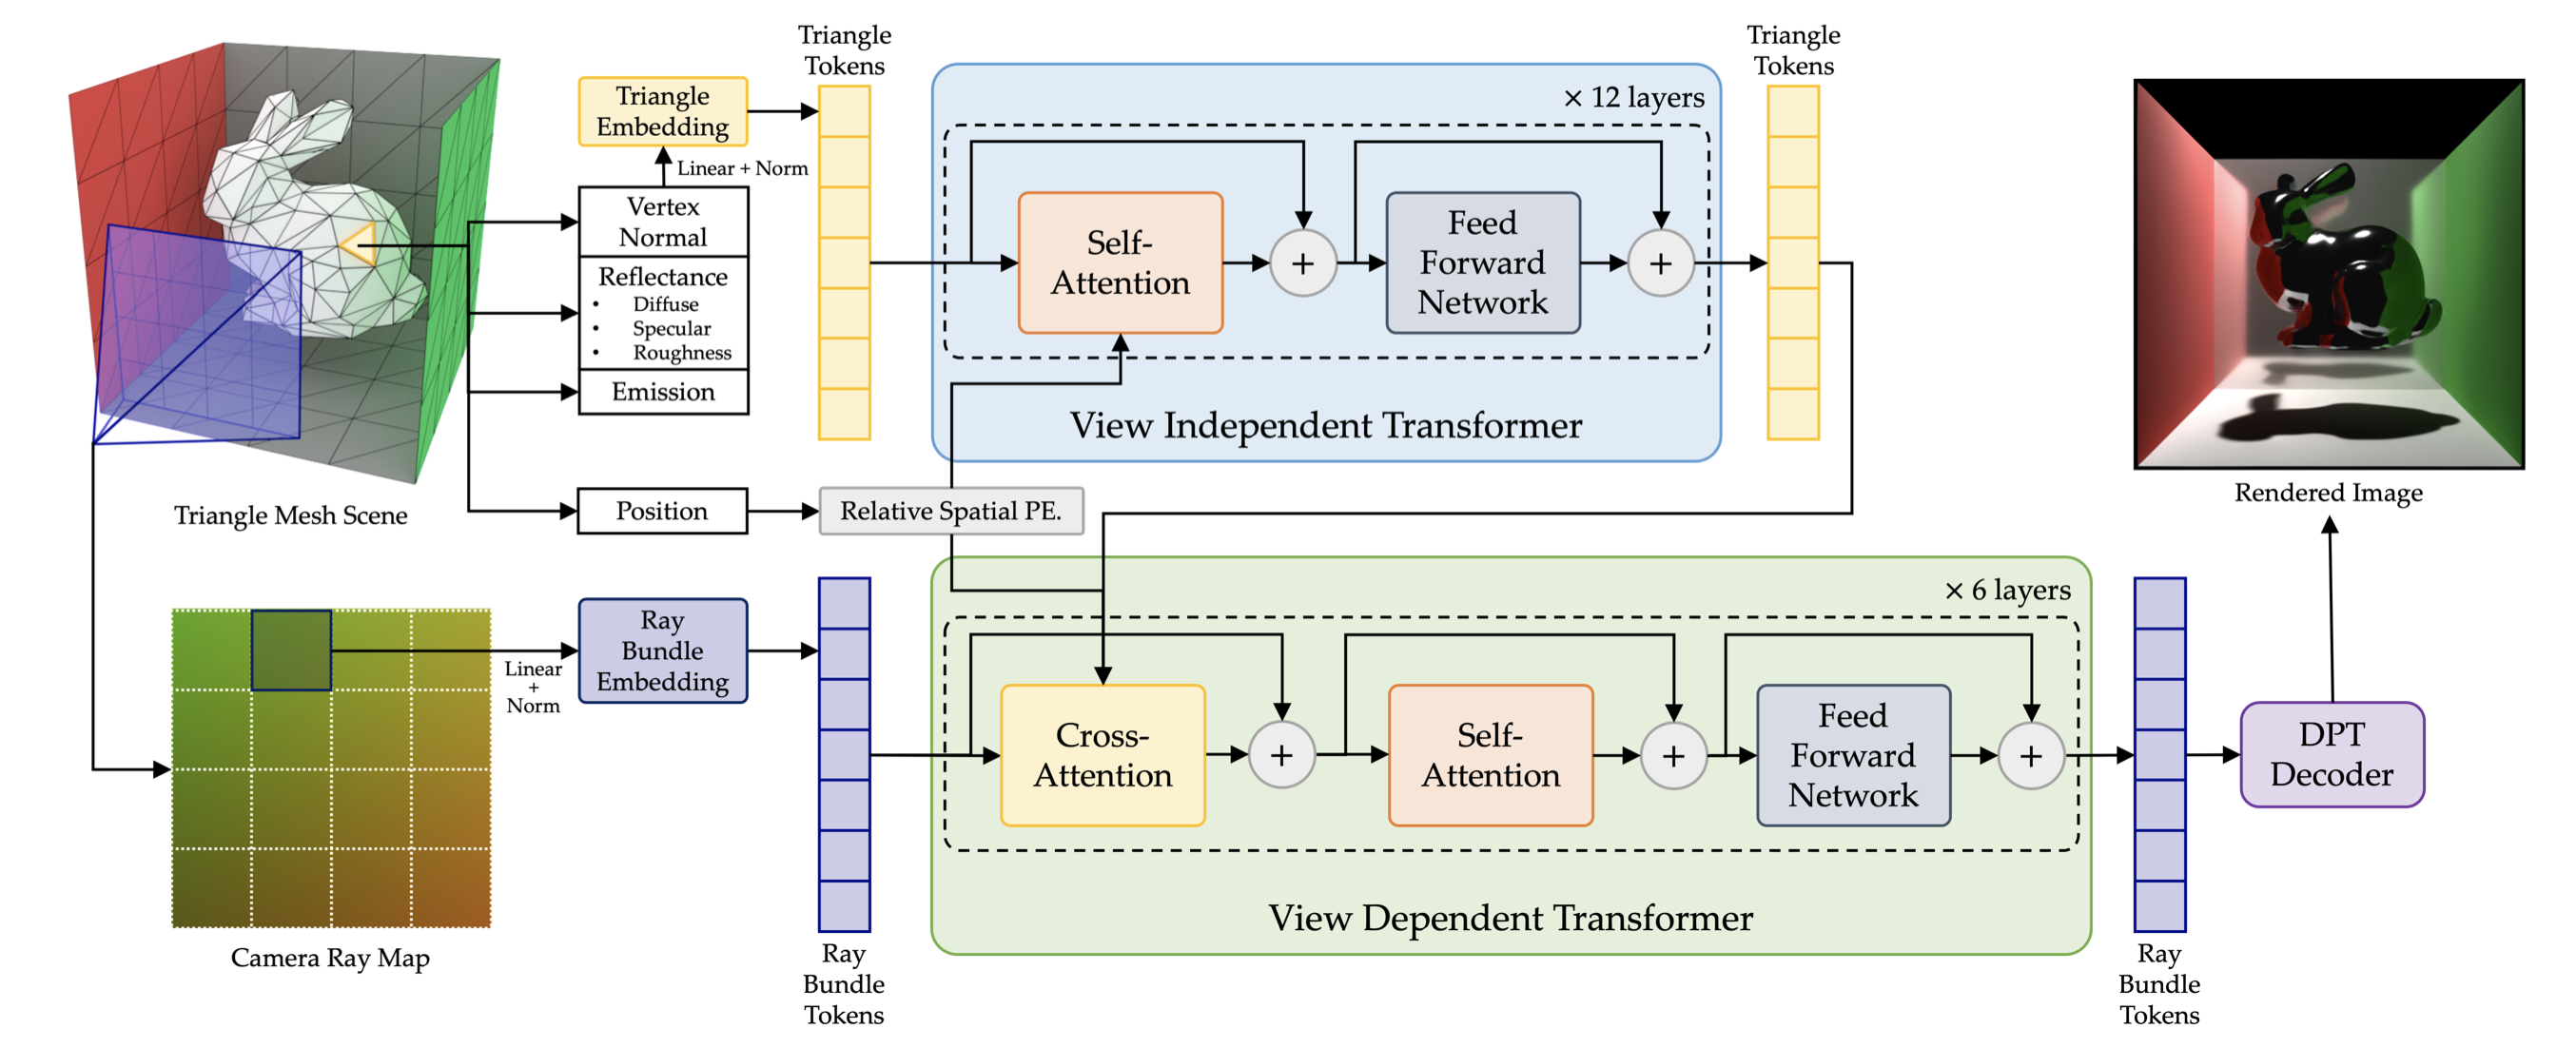 Triangle
Tokens
Triangle
Tokens
Triangle
Embedding
Linear + Norm
Vertex
Normal
Reflectance
• Diffuse
• Specular
• Roughness
Emission
Position
Relative Spatial PE.
Triangle Mesh Scene
× 12 layers
Self-
Attention
+
Feed
Forward
Network
+
View Independent Transformer
Rendered Image
Camera Ray Map
Linear
+
Norm
Ray
Bundle
Embedding
Ray
Bundle
Tokens
× 6 layers
Cross-
Attention
+
Self-
Attention
+
Feed
Forward
Network
+
View Dependent Transformer
Ray
Bundle
Tokens
DPT
Decoder